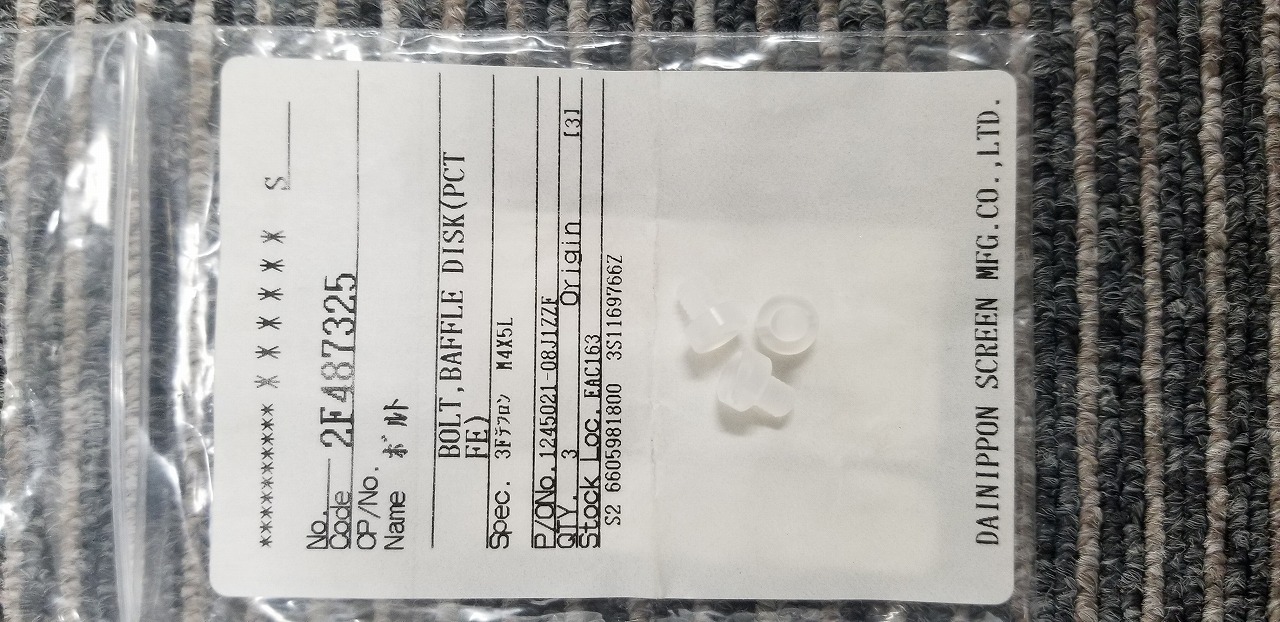 ********* * * * * * * S
No.
Code 2F487325
CP/No.
Name ボルト
BOLT,BAFFLE DISK(PCT
FE)
Spec. 3Fテフロン M4X5L
P/ONo.1245021-08J1ZZF
QTY. 3 Origin [3]
Stock Loc. EAC163
S2 6605981800 3S1169766Z
DAINIPPON SCREEN MFG.CO.,LTD.